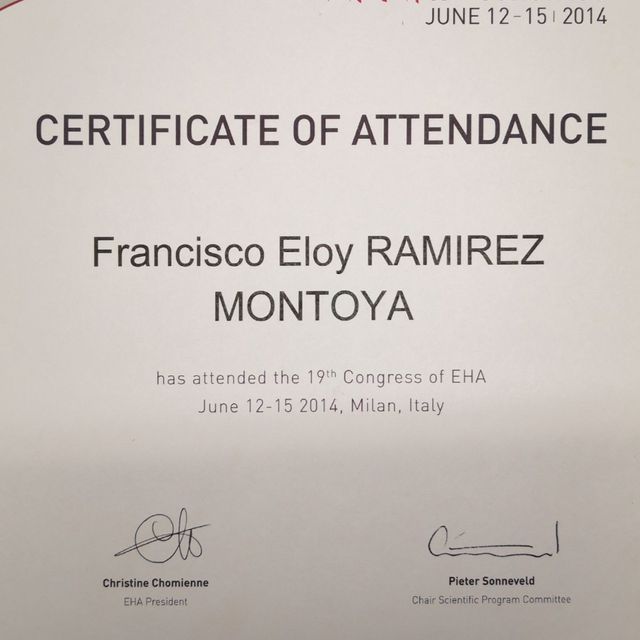 JUNE 12-15 | 2014
CERTIFICATE OF ATTENDANCE
Francisco Eloy RAMIREZ
MONTOYA
has attended the 19th Congress of EHA
June 12-15 2014, Milan, Italy
Christine Chomienne
Pieter Sonneveld
EHA President
Chair Scientific Program Committee